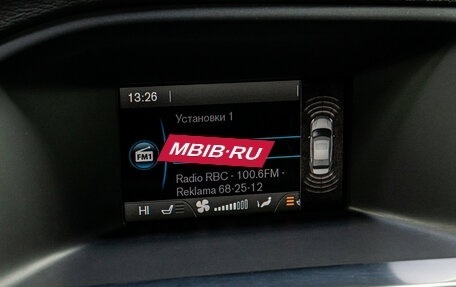 13:26
Установки 1
FM1
MBIB.RU
Radio RBC - 100.6FM -
Reklama 68-25-12
HI